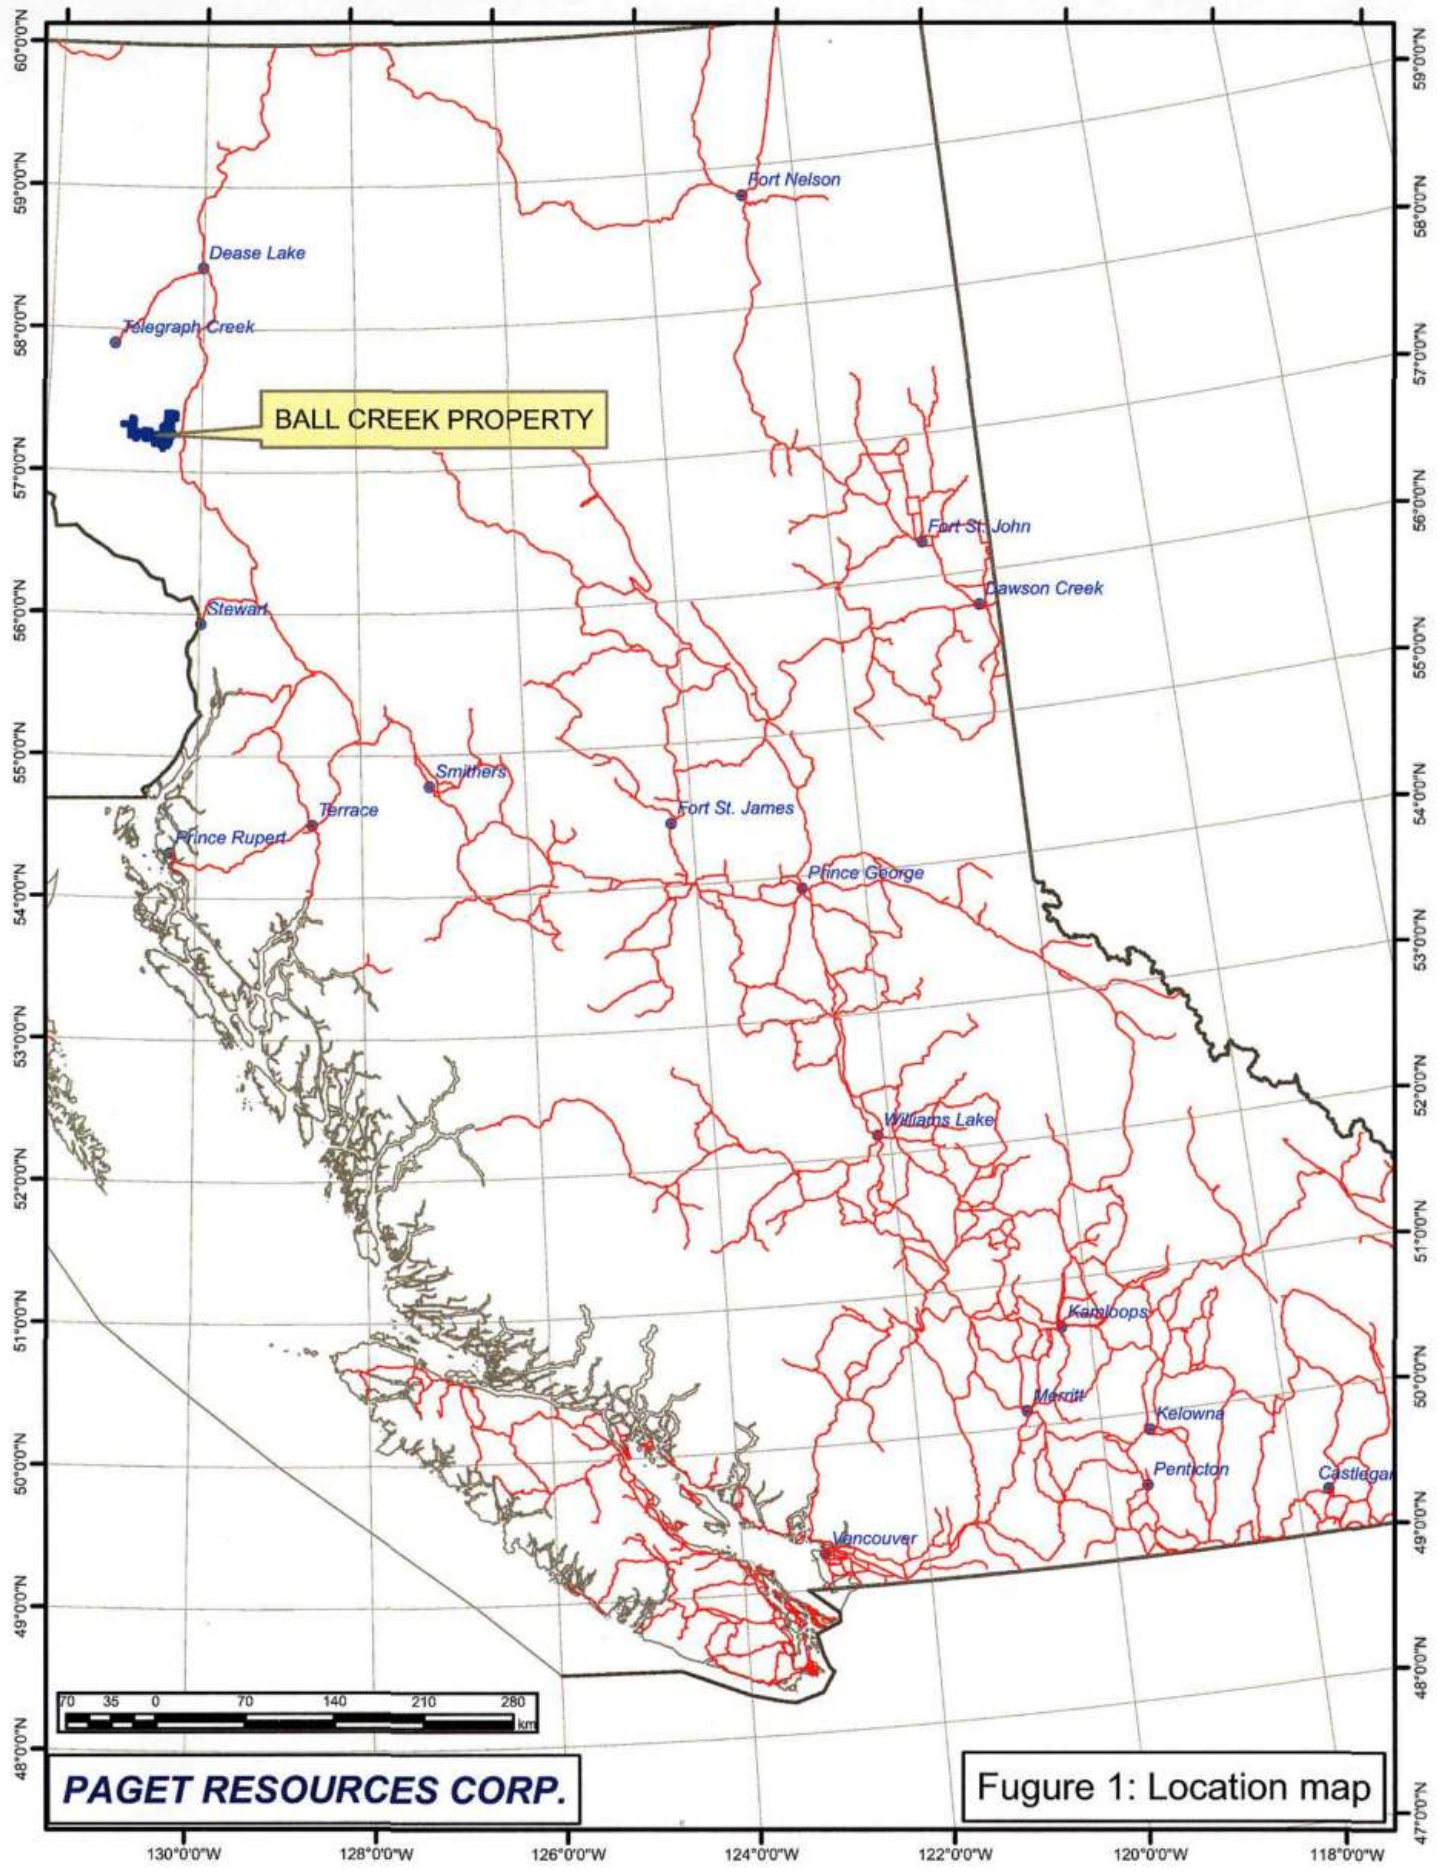 60°0'0"N
59°0'0"N
58°0'0"N
57°0'0"N
56°0'0"N
55°0'0"N
54°0'0"N
53°0'0"N
52°0'0"N
51°0'0"N
50°0'0"N
49°0'0"N
48°0'0"N
59°0'0"N
58°0'0"N
57°0'0"N
56°0'0"N
55°0'0"N
54°0'0"N
53°0'0"N
52°0'0"N
51°0'0"N
50°0'0"N
49°0'0"N
48°0'0"N
47°0'0"N
Fort Nelson
Dease Lake
Telegraph Creek
BALL CREEK PROPERTY
Fort St. John
Dawson Creek
Stewart
Smithers
Terrace
Fort St. James
Prince Rupert
Prince George
Williams Lake
Kamloops
Merritt
Kelowna
Penticton
Castlegar
Vancouver
70 35 0 70 140 210 280
km
PAGET RESOURCES CORP.
Fugure 1: Location map
130°0'0"W 128°0'0"W 126°0'0"W 124°0'0"W 122°0'0"W 120°0'0"W 118°0'0"W